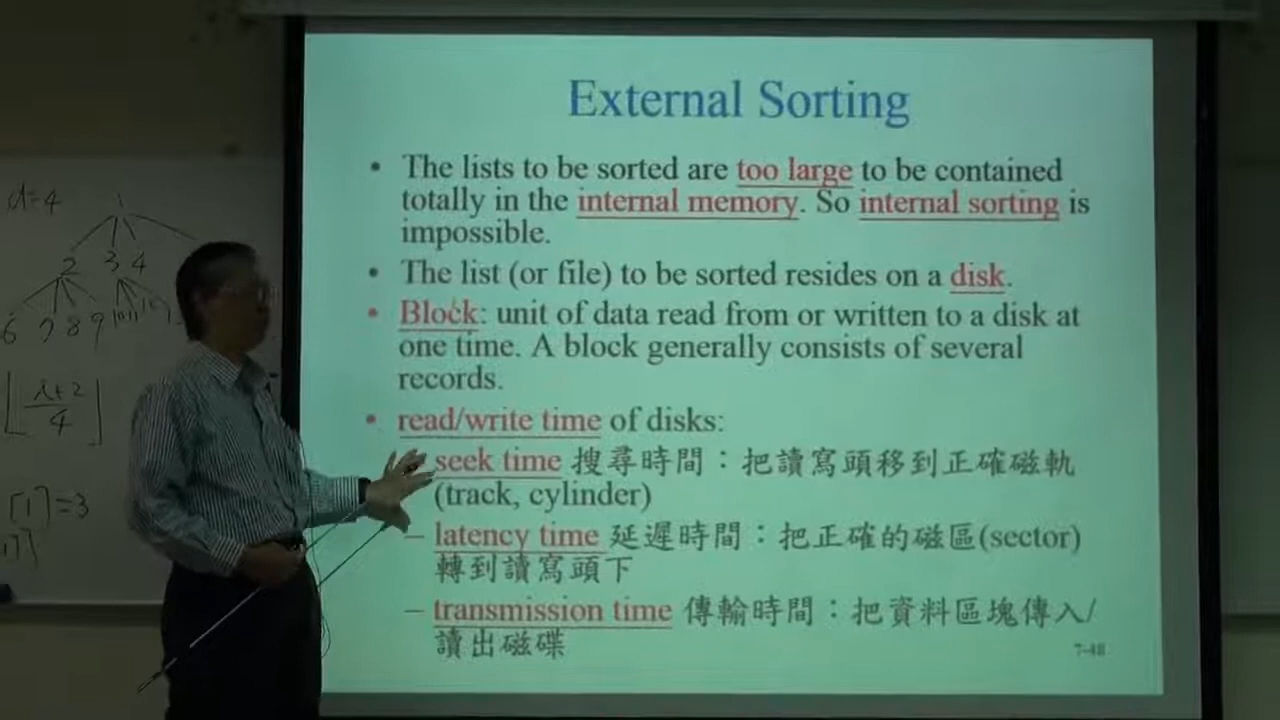 External Sorting
• The lists to be sorted are too large to be contained
totally in the internal memory. So internal sorting is
impossible.
• The list (or file) to be sorted resides on a disk.
• Block: unit of data read from or written to a disk at
one time. A block generally consists of several
records.
• read/write time of disks:
seek time 搜尋時間：把讀寫頭移到正確磁軌
(track, cylinder)
– latency time 延遲時間：把正確的磁區(sector)
轉到讀寫頭下
– transmission time 傳輸時間：把資料區塊傳入/
讀出磁碟
7-48
d=4
1
2 3 4
6 7 8 9
4
=3